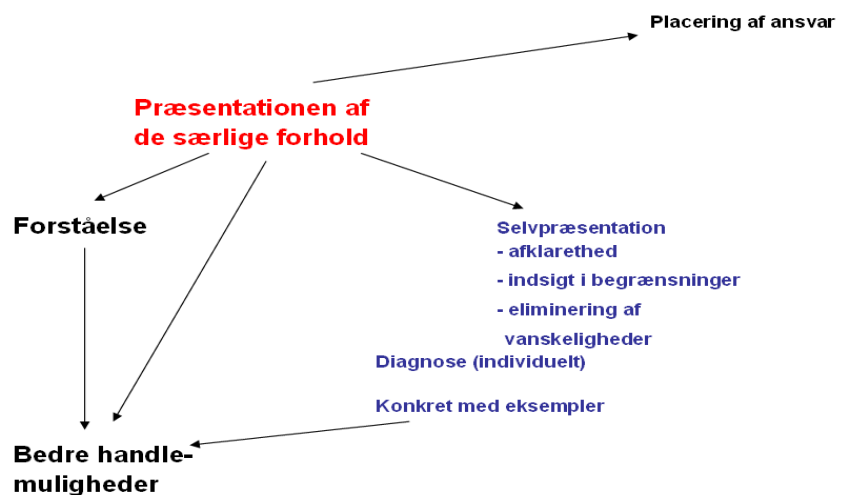 Placering af ansvar
Præsentationen af
de særlige forhold
Forståelse
Selvpræsentation
- afklarethed
- indsigt i begrænsninger
- eliminering af
vanskeligheder
Diagnose (individuelt)
Konkret med eksempler
Bedre handle-
muligheder